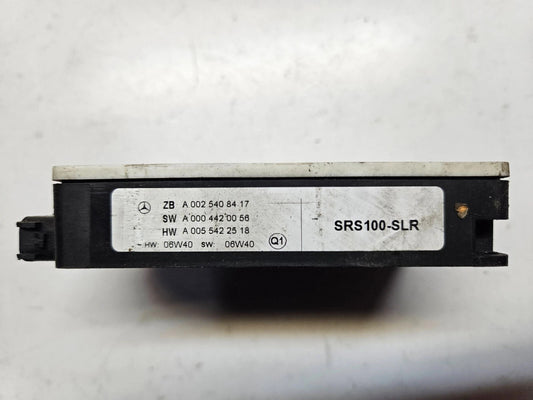 ZB A 002 540 84 17
SW A 000 442 00 56
HW A 005 542 25 18
HW: 06W40 SW: 06W40 Q1
SRS100-SLR